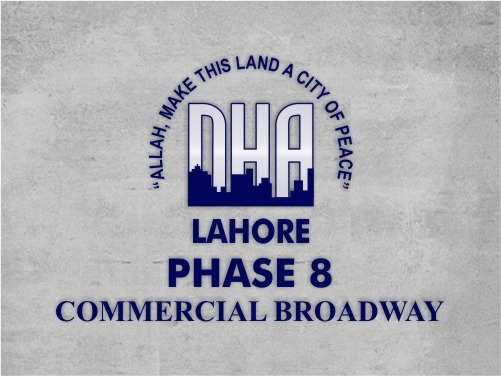 "ALLAH, MAKE THIS LAND A CITY OF PEACE"
DHA
LAHORE
PHASE 8
COMMERCIAL BROADWAY